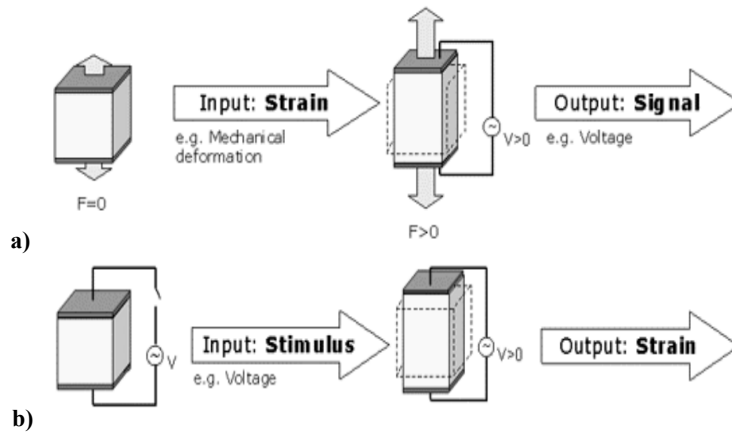 Input: Strain
Output: Signal
e.g. Mechanical
deformation
V>0
e.g. Voltage
F=0
F>0
a)
Input: Stimulus
V
V>0
Output: Strain
e.g. Voltage
b)